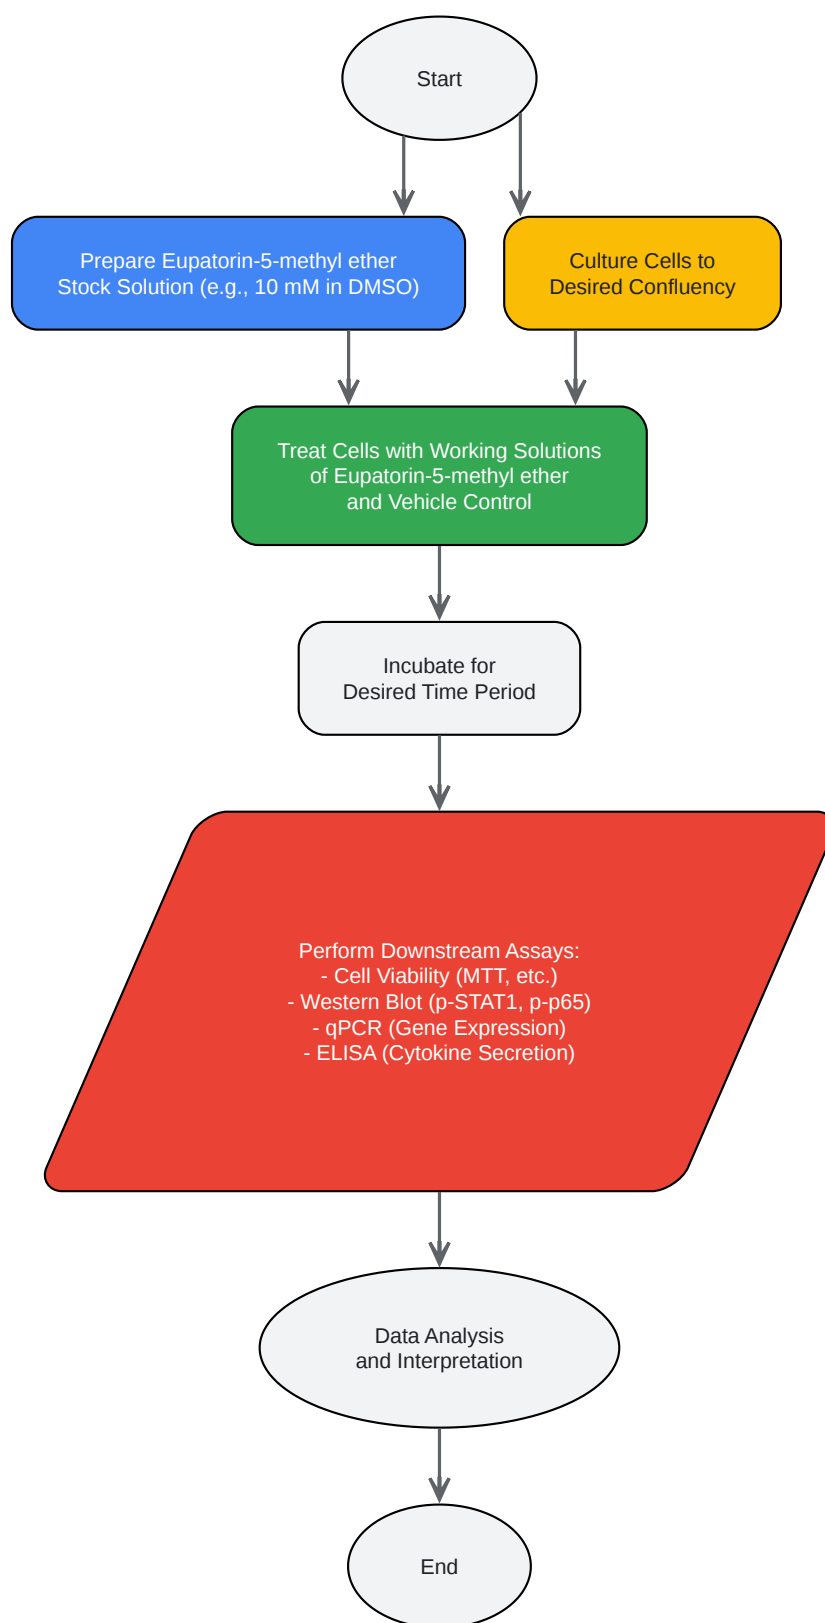 Start
Prepare Eupatorin-5-methyl ether
Stock Solution (e.g., 10 mM in DMSO)
Culture Cells to
Desired Confluency
Treat Cells with Working Solutions
of Eupatorin-5-methyl ether
and Vehicle Control
Incubate for
Desired Time Period
Perform Downstream Assays:
- Cell Viability (MTT, etc.)
- Western Blot (p-STAT1, p-p65)
- qPCR (Gene Expression)
- ELISA (Cytokine Secretion)
Data Analysis
and Interpretation
End